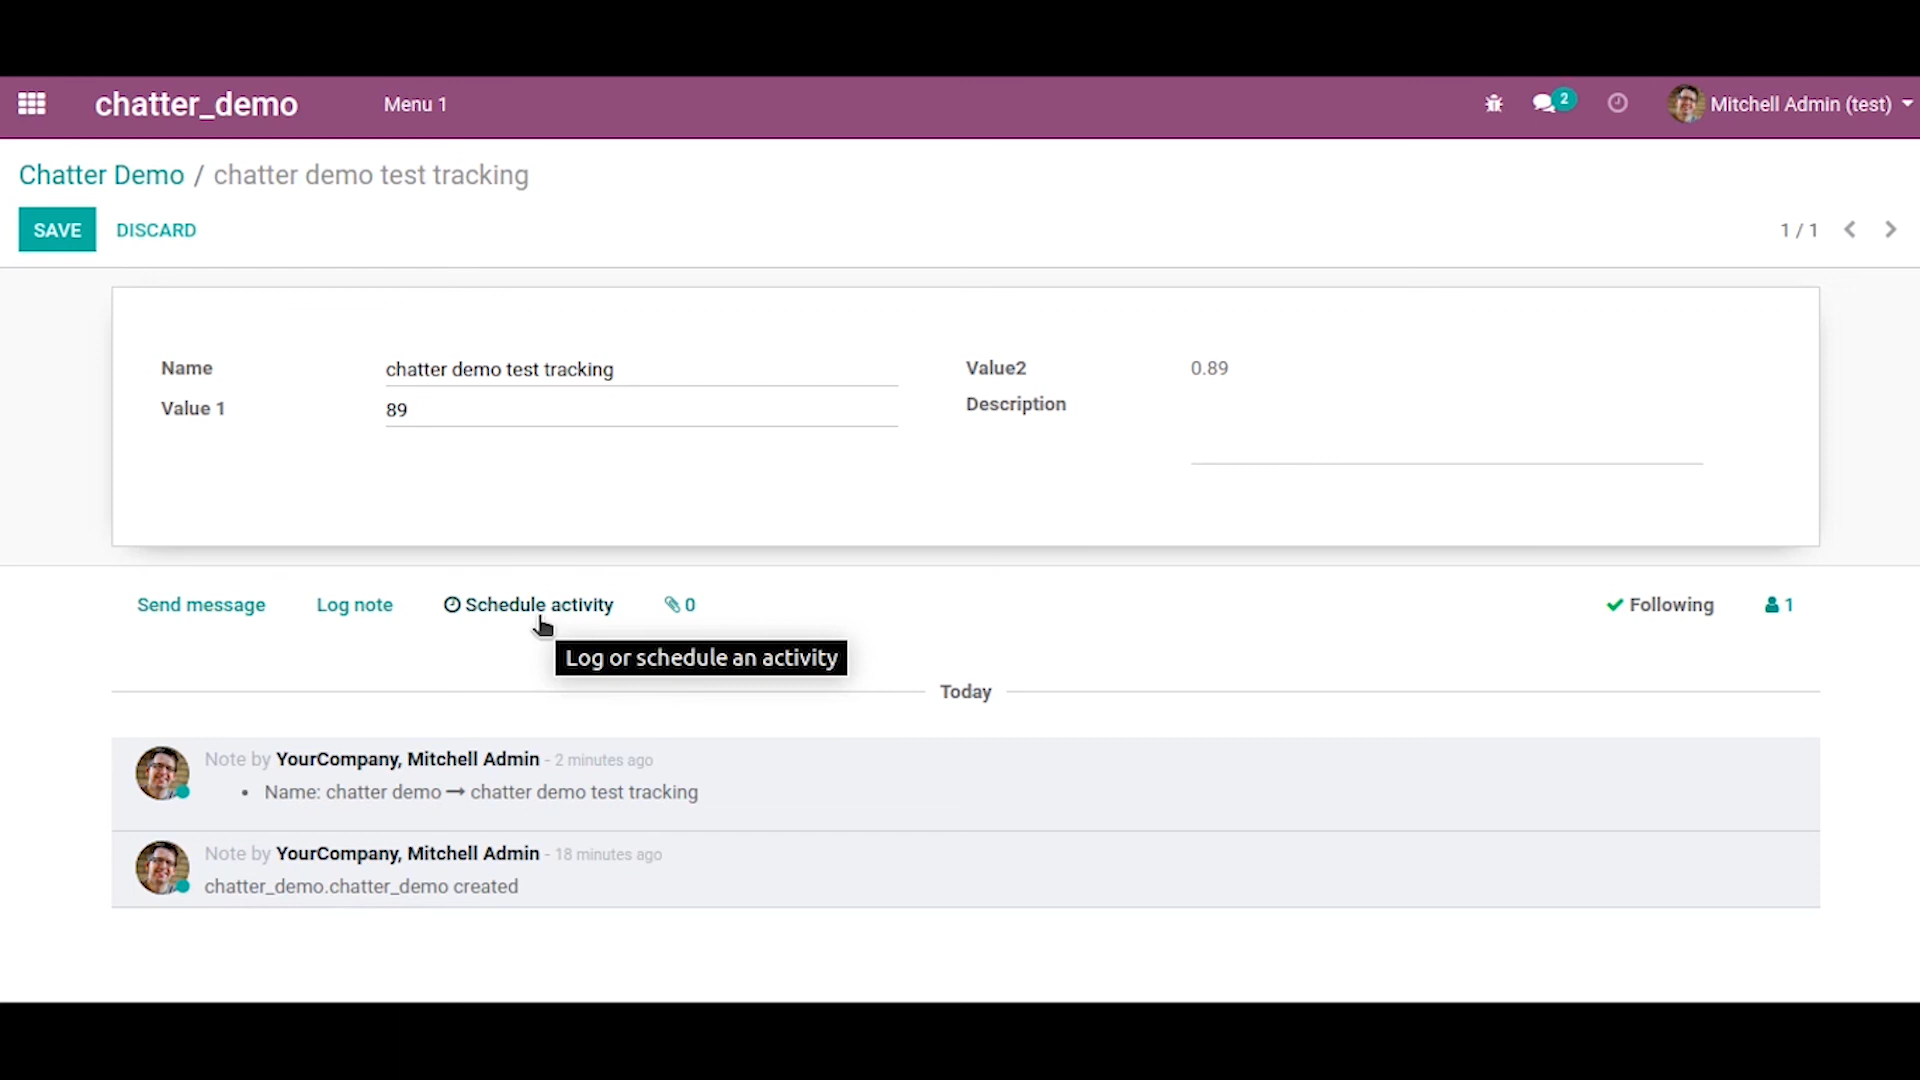 chatter_demo Menu 1 2 Mitchell Admin (test)
Chatter Demo / chatter demo test tracking
SAVE DISCARD 1 / 1
Name chatter demo test tracking Value2 0.89
Value 1 89 Description
Send message Log note Schedule activity 0 Following 1
Log or schedule an activity
Today
Note by YourCompany, Mitchell Admin - 2 minutes ago
• Name: chatter demo → chatter demo test tracking
Note by YourCompany, Mitchell Admin - 18 minutes ago
chatter_demo.chatter_demo created